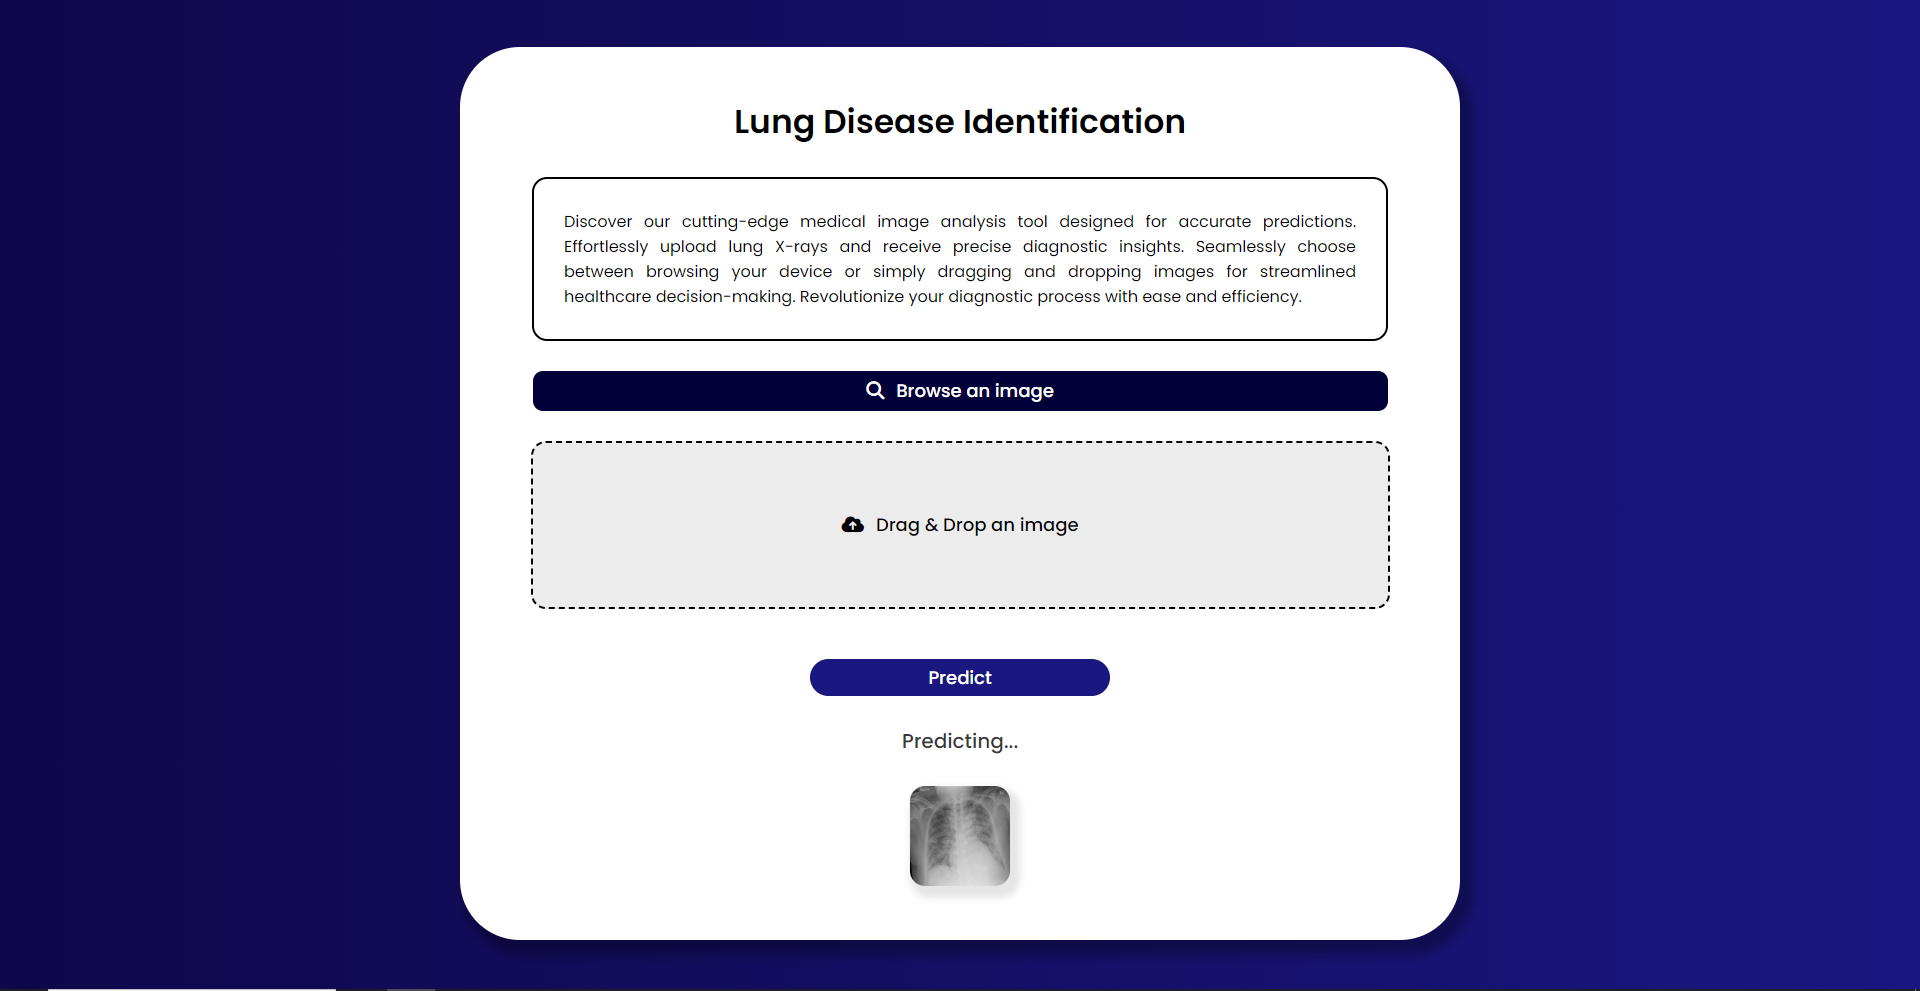 Lung Disease Identification
Discover our cutting-edge medical image analysis tool designed for accurate predictions.
Effortlessly upload lung X-rays and receive precise diagnostic insights. Seamlessly choose
between browsing your device or simply dragging and dropping images for streamlined
healthcare decision-making. Revolutionize your diagnostic process with ease and efficiency.
Browse an image
Drag & Drop an image
Predict
Predicting...